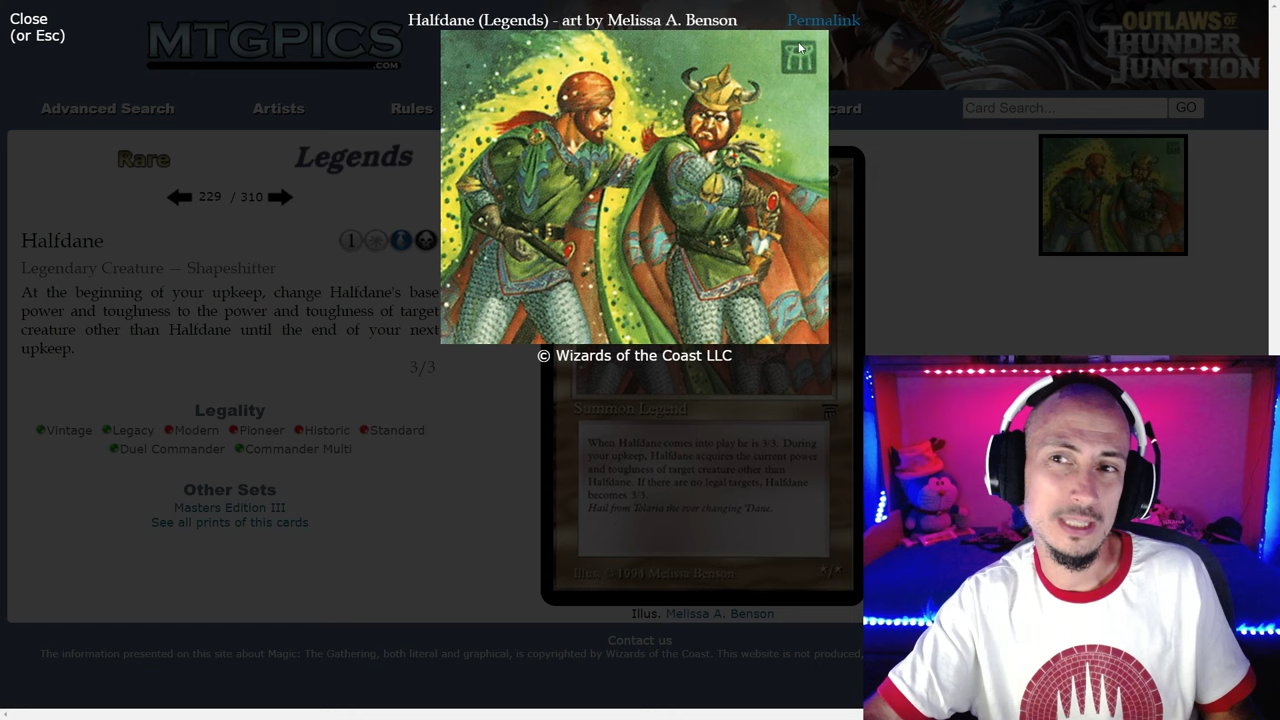 Close
(or Esc)
Halfdane (Legends) - art by Melissa A. Benson
Permalink
MTGPICS
.COM
OUTLAWS OF
THUNDER
JUNCTION
Advanced Search
Artists
Rules
card
Card Search...
GO
Rare
Legends
229 / 310
Halfdane
1
Legendary Creature — Shapeshifter
At the beginning of your upkeep, change Halfdane's base
power and toughness to the power and toughness of target
creature other than Halfdane until the end of your next
upkeep.
3/3
Legality
Vintage Legacy Modern Pioneer Historic Standard
Duel Commander Commander Multi
Other Sets
Masters Edition III
See all prints of this cards
© Wizards of the Coast LLC
Summon Legend
When Halfdane comes into play he is 3/3. During
your upkeep, Halfdane acquires the current power
and toughness of target creature other than
Halfdane. If there are no legal targets, Halfdane
becomes 3/3.
Hail from Tolaria the ever changing 'Dane.
Illus. © 1994 Melissa Benson
*/*
Illus. Melissa A. Benson
Contact us
The information presented on this site about Magic: The Gathering, both literal and graphical, is copyrighted by Wizards of the Coast. This website is not produced,